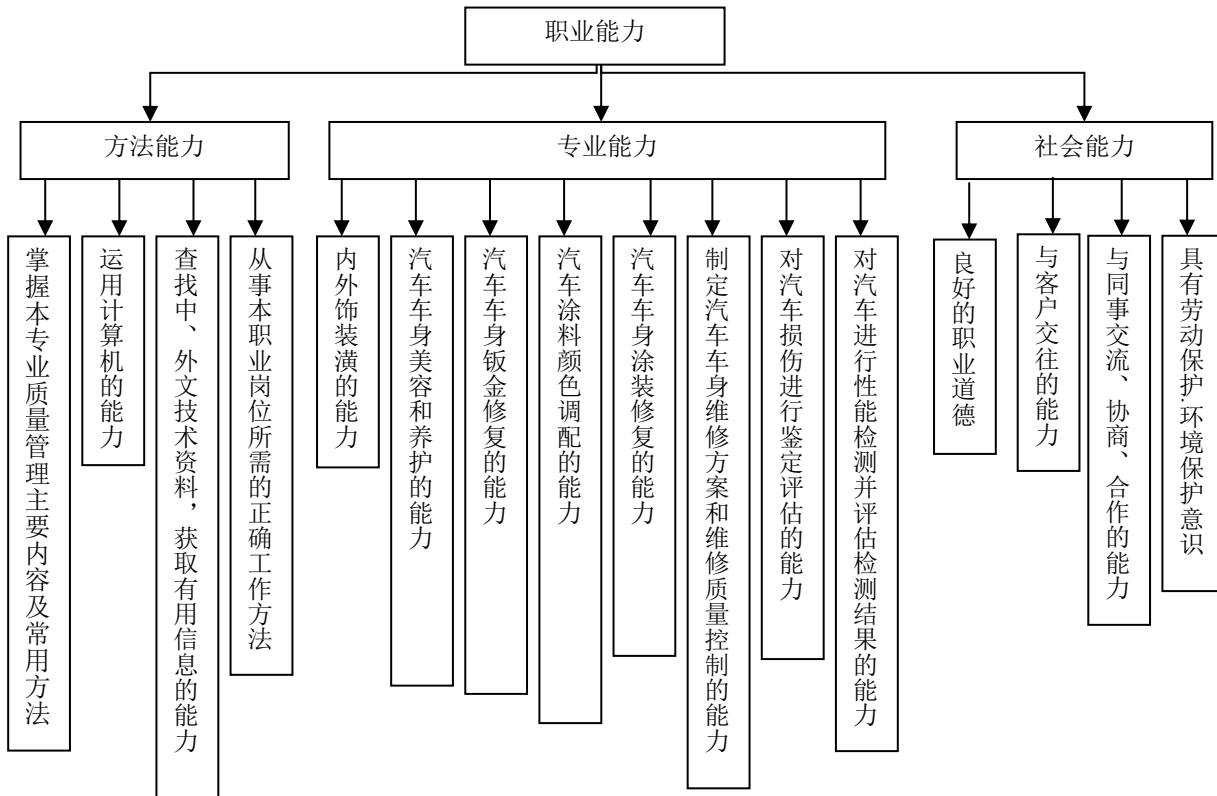 职业能力
方法能力
专业能力
社会能力
掌握本专业质量管理主要内容及常用方法
运用计算机的能力
查找中、外文技术资料，获取有用信息的能力
从事本职业岗位所需的正确工作方法
内外饰装潢的能力
汽车车身美容和养护的能力
汽车车身钣金修复的能力
汽车涂料颜色调配的能力
汽车车身涂装修复的能力
制定汽车车身维修方案和维修质量控制的能力
对汽车损伤进行鉴定评估的能力
对汽车进行性能检测并评估检测结果的能力
良好的职业道德
与客户交往的能力
与同事交流、协商、合作的能力
具有劳动保护.环境保护意识